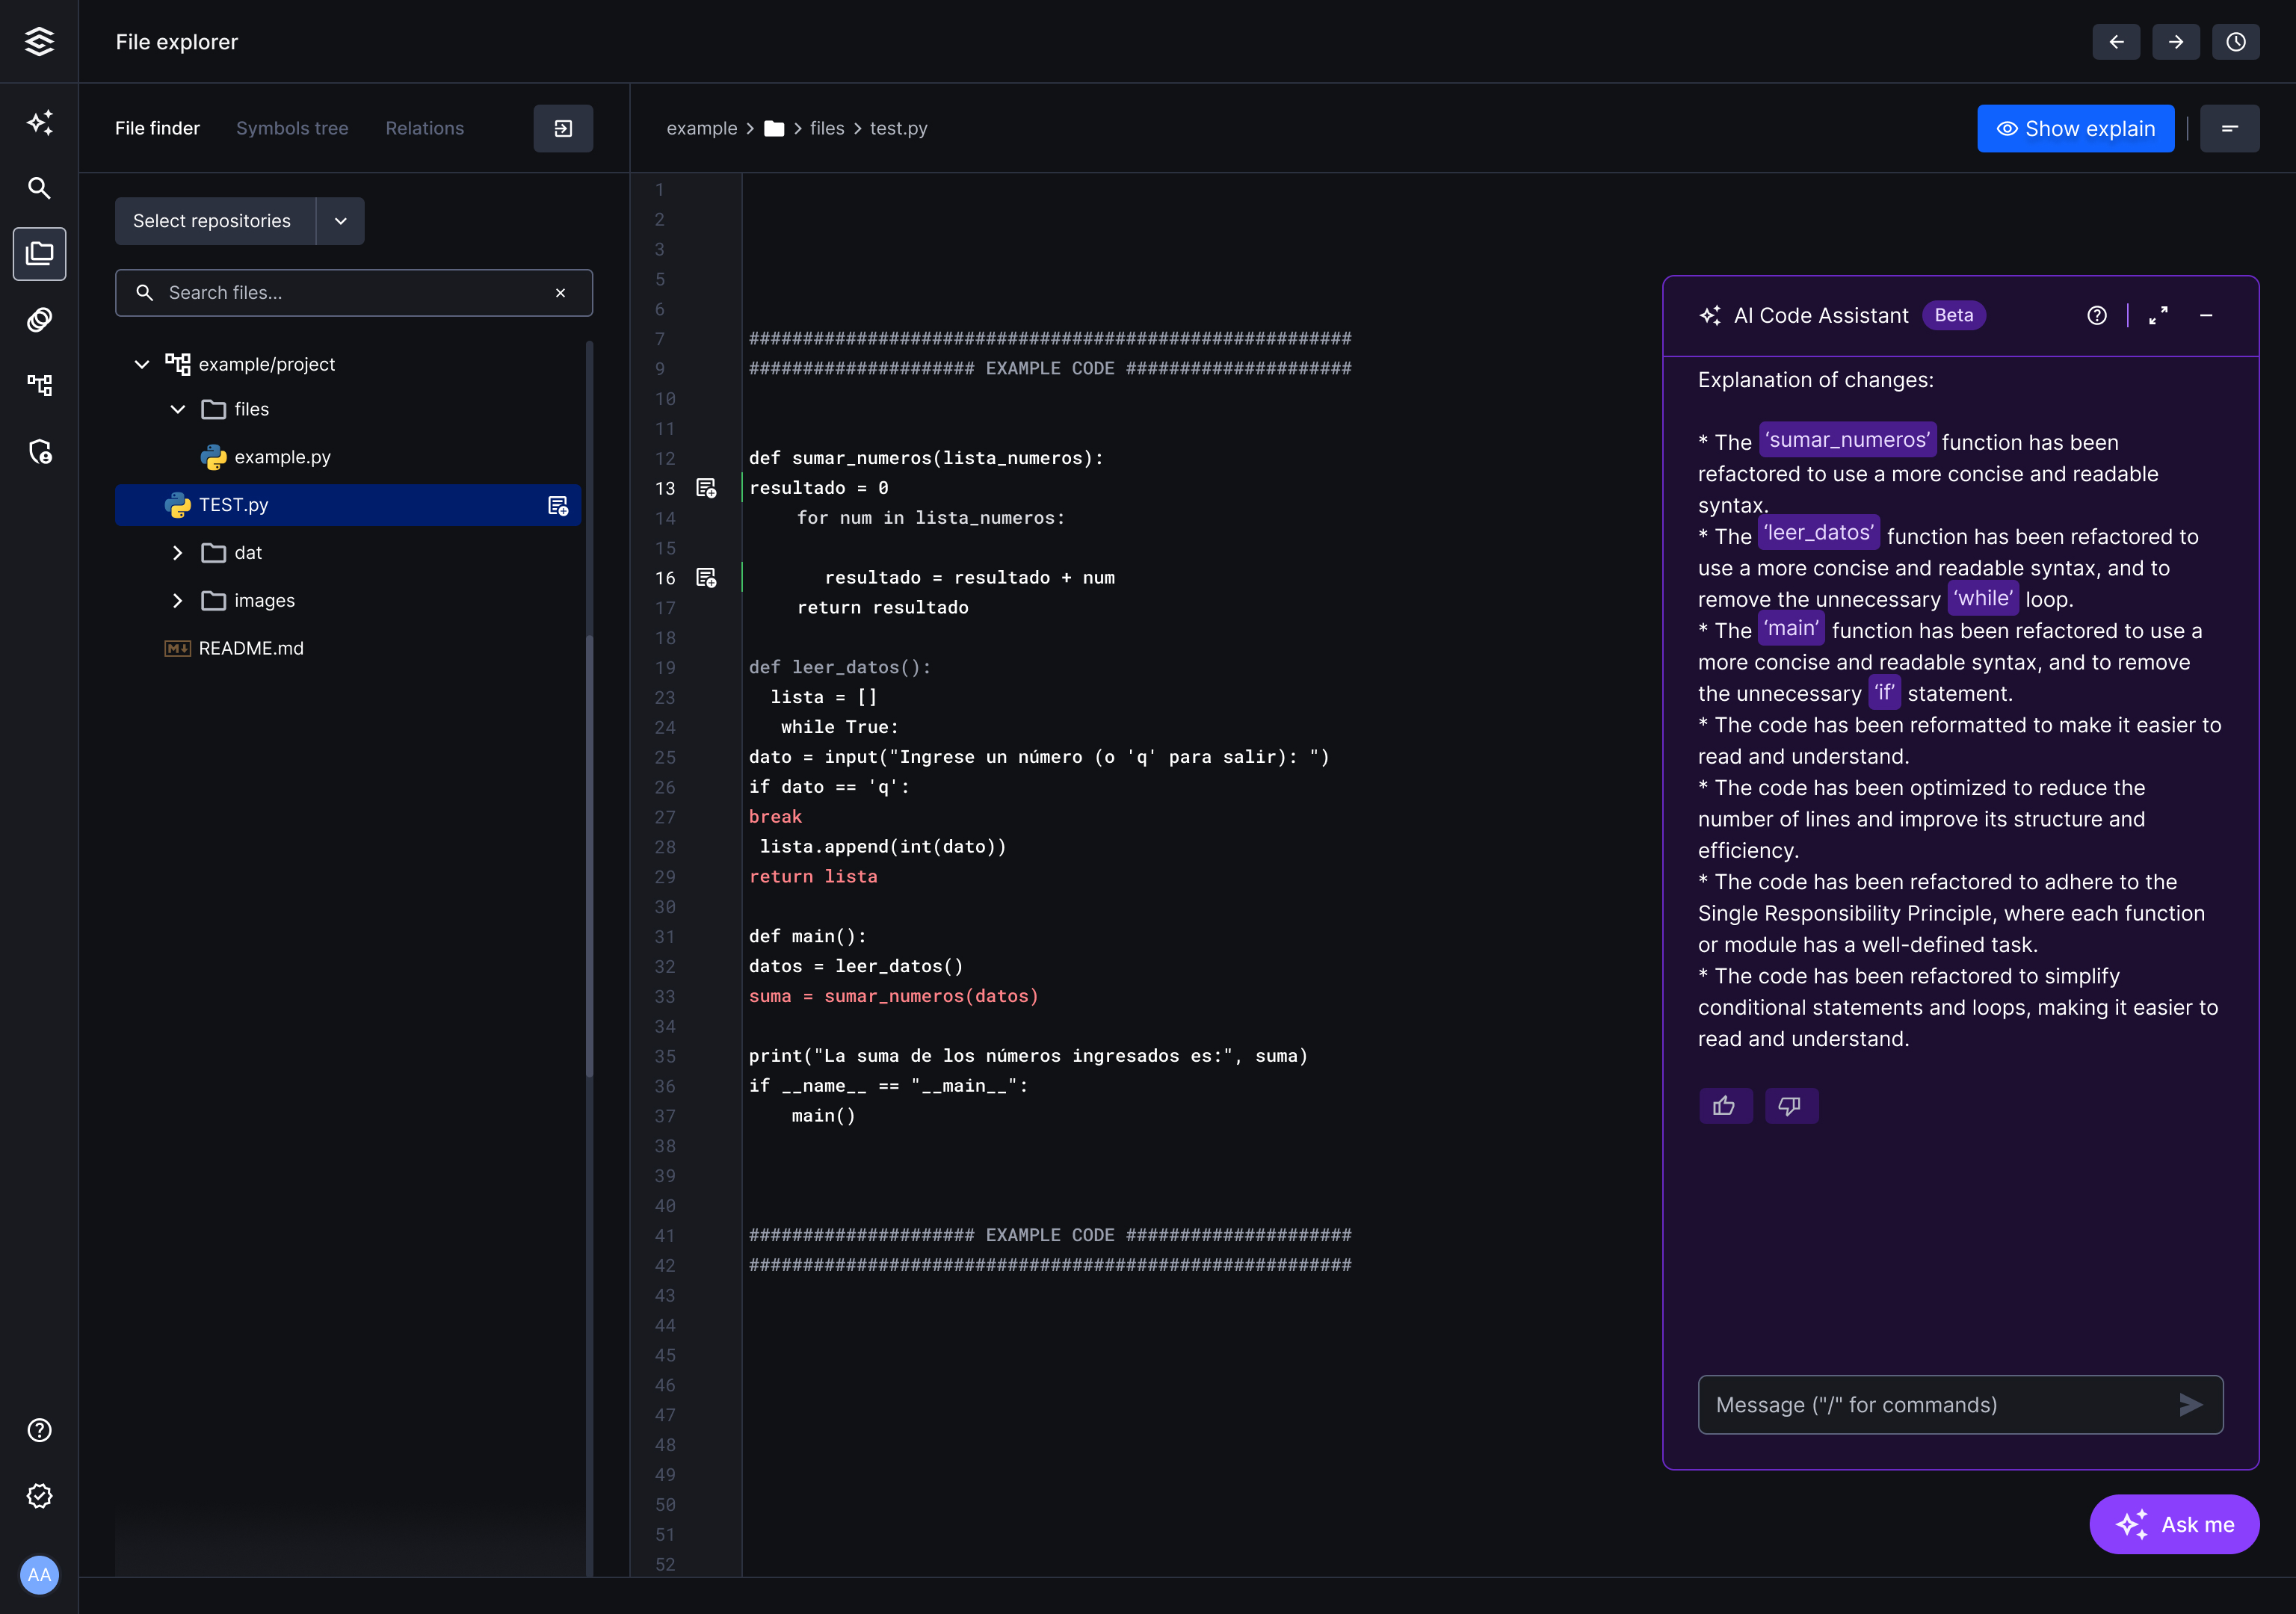 File explorer
File finder Symbols tree Relations
example > > files > test.py
Show explain
Select repositories
Search files...
example/project
files
example.py
TEST.py
dat
images
README.md
AA
1
2
3
5
6
7 ########################################################
9 ##################### EXAMPLE CODE #####################
10
11
12 def sumar_numeros(lista_numeros):
13 resultado = 0
14 for num in lista_numeros:
15
16 resultado = resultado + num
17 return resultado
18
19 def leer_datos():
23 lista = []
24 while True:
25 dato = input("Ingrese un número (o 'q' para salir): ")
26 if dato == 'q':
27 break
28 lista.append(int(dato))
29 return lista
30
31 def main():
32 datos = leer_datos()
33 suma = sumar_numeros(datos)
34
35 print("La suma de los números ingresados es:", suma)
36 if __name__ == "__main__":
37 main()
38
39
40
41 ##################### EXAMPLE CODE #####################
42 ########################################################
43
44
45
46
47
48
49
50
51
52
AI Code Assistant Beta
Explanation of changes:
* The ‘sumar_numeros’ function has been
refactored to use a more concise and readable
syntax.
* The ‘leer_datos’ function has been refactored to
use a more concise and readable syntax, and to
remove the unnecessary ‘while’ loop.
* The ‘main’ function has been refactored to use a
more concise and readable syntax, and to remove
the unnecessary ‘if’ statement.
* The code has been reformatted to make it easier to
read and understand.
* The code has been optimized to reduce the
number of lines and improve its structure and
efficiency.
* The code has been refactored to adhere to the
Single Responsibility Principle, where each function
or module has a well-defined task.
* The code has been refactored to simplify
conditional statements and loops, making it easier to
read and understand.
Message ("/" for commands)
Ask me